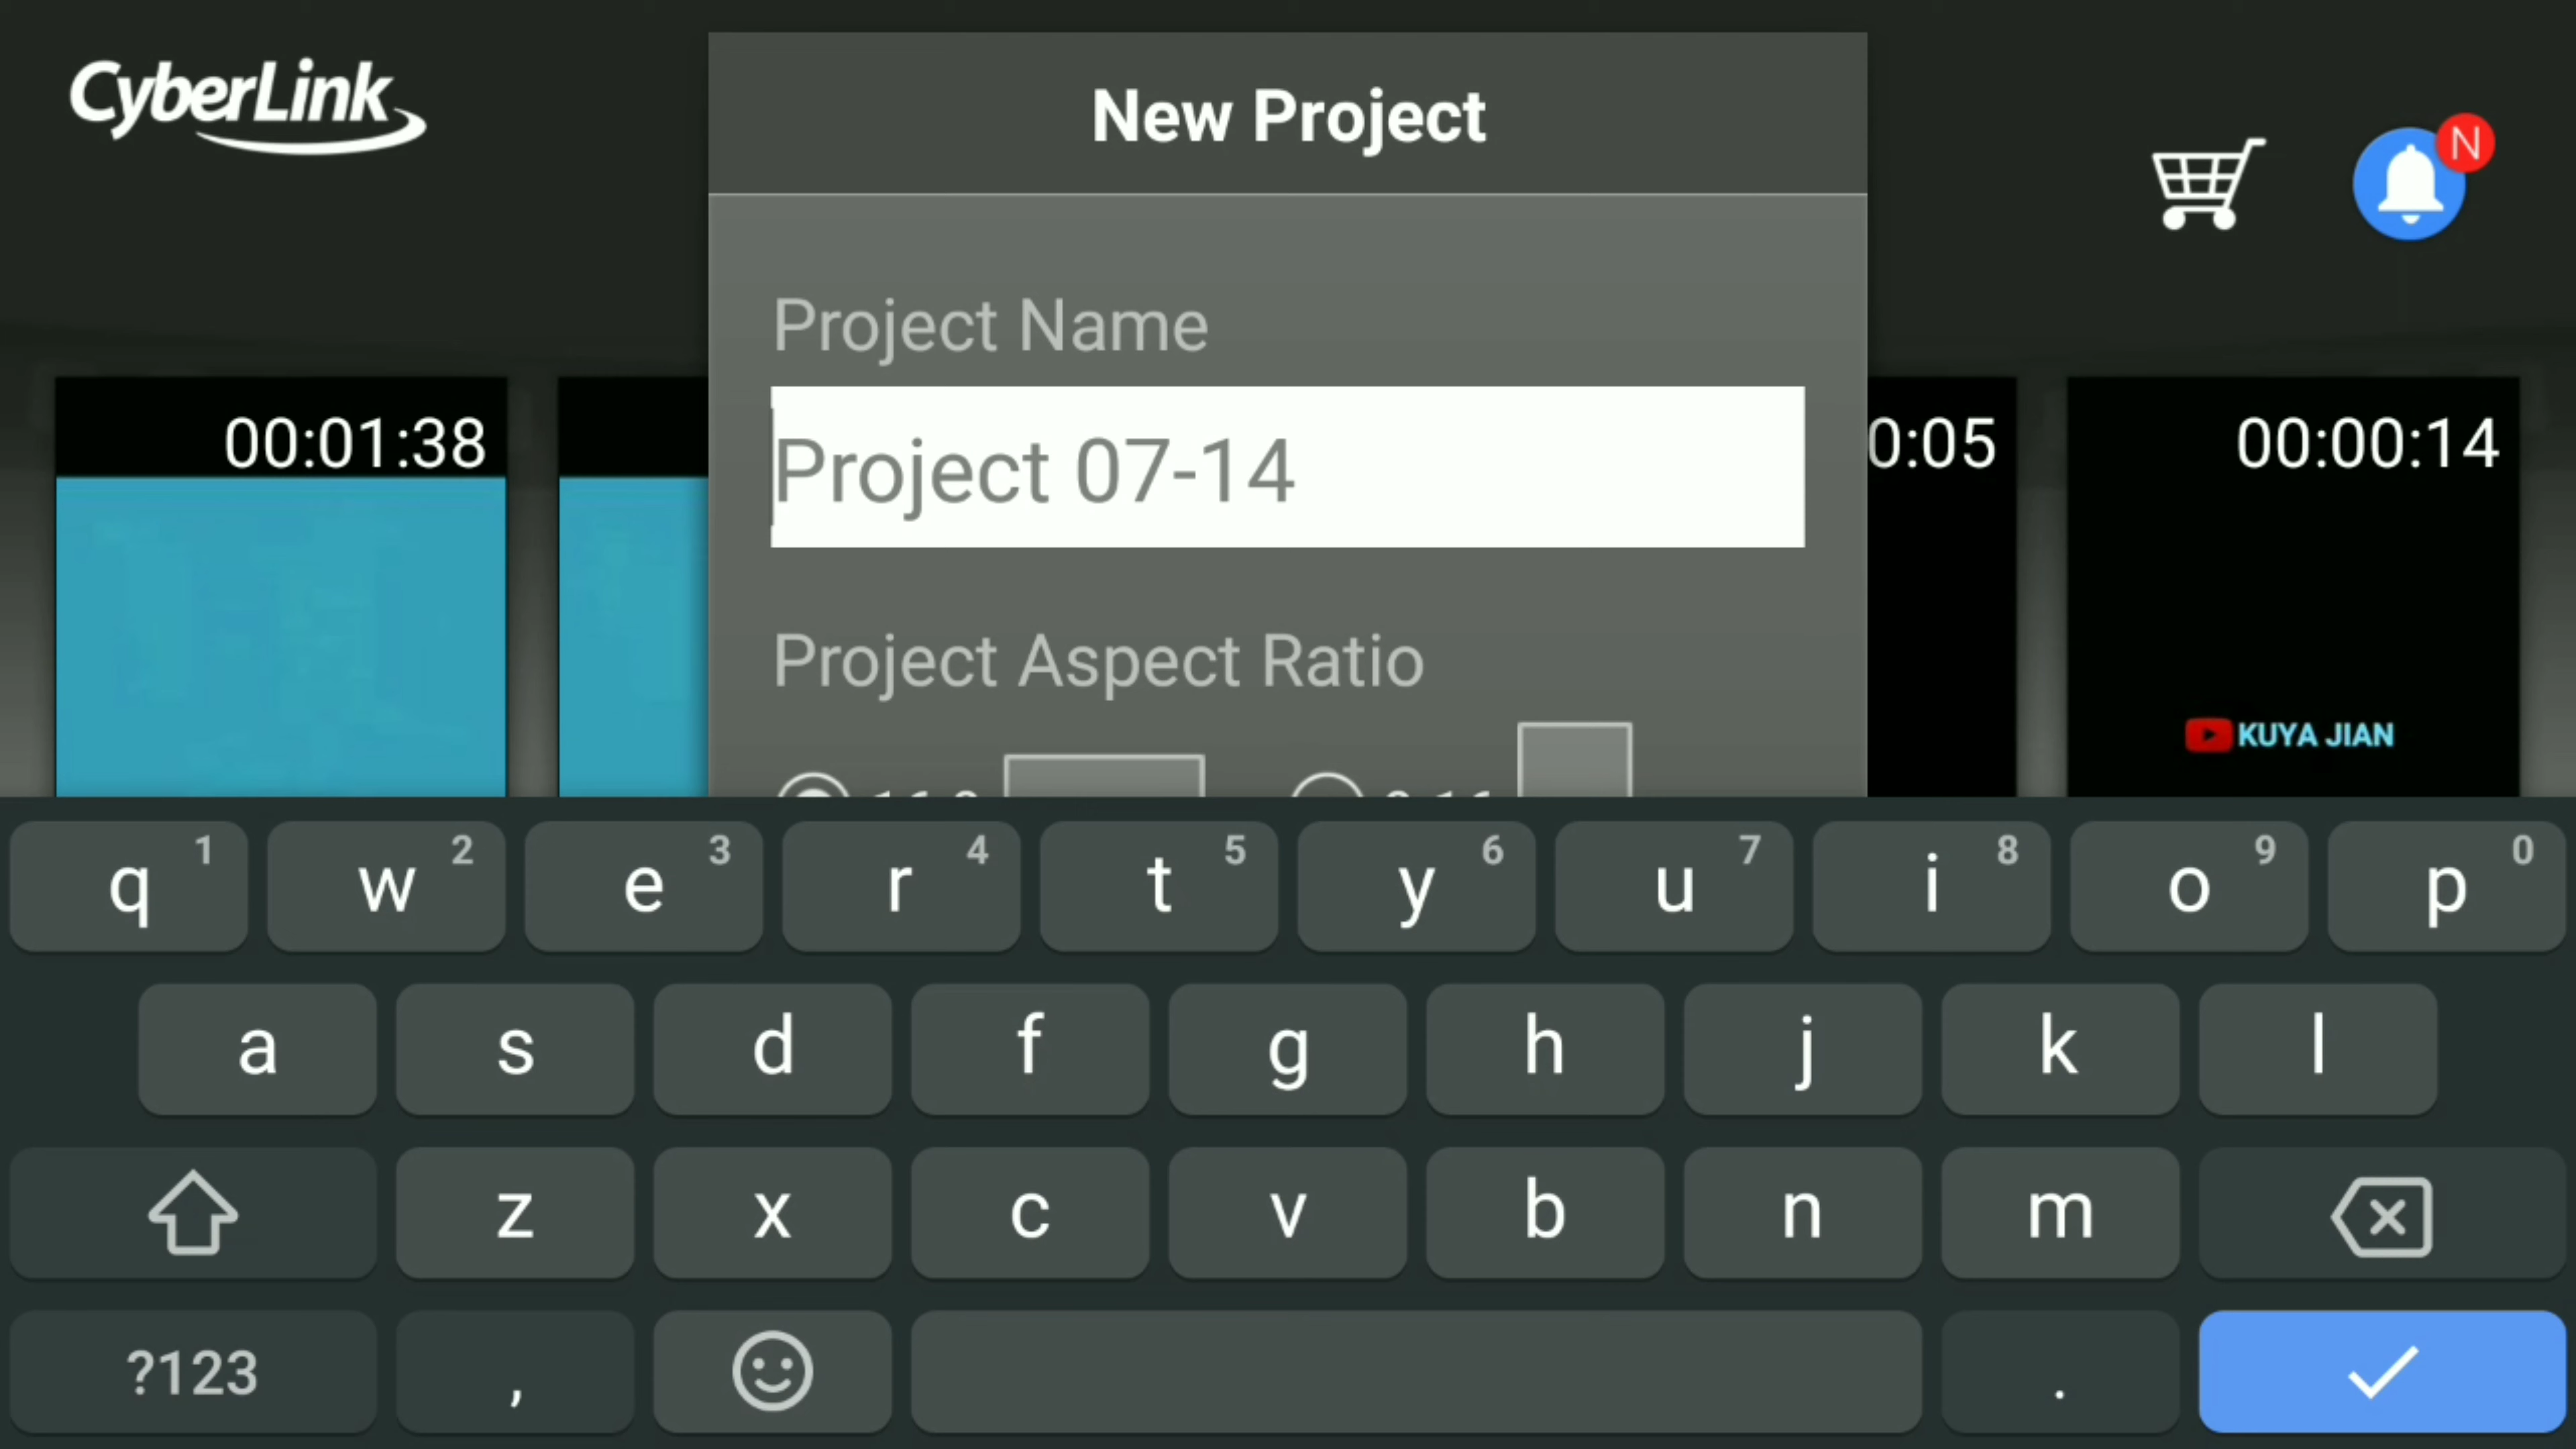 CyberLink
New Project
N
Project Name
00:01:38
Project 07-14
0:05
00:00:14
Project Aspect Ratio
KUYA JIAN
q 1 w 2 e 3 r 4 t 5 y 6 u 7 i 8 o 9 p 0
a s d f g h j k l
z x c v b n m
?123 , .